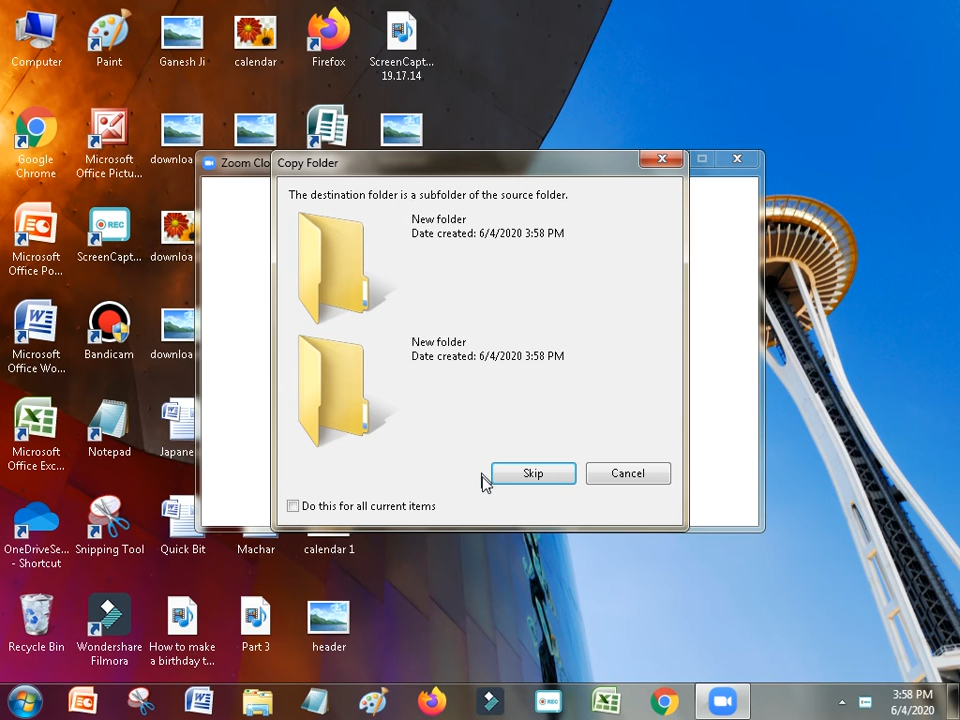 Computer
Paint
Ganesh Ji
calendar
Firefox
ScreenCapt...
19.17.14
Google
Chrome
Microsoft
Office Pictu...
downloa
Zoom Clo
Copy Folder
The destination folder is a subfolder of the source folder.
New folder
Date created: 6/4/2020 3:58 PM
New folder
Date created: 6/4/2020 3:58 PM
Skip
Cancel
Do this for all current items
Microsoft
Office Po...
ScreenCapt...
REC
downloa
Microsoft
Office Wo...
Bandicam
downloa
Microsoft
Office Exc...
Notepad
Japane
OneDriveSe...
- Shortcut
Snipping Tool
Quick Bit
Machar
calendar 1
Recycle Bin
Wondershare
Filmora
How to make
a birthday t...
Part 3
header
REC
3:58 PM
6/4/2020